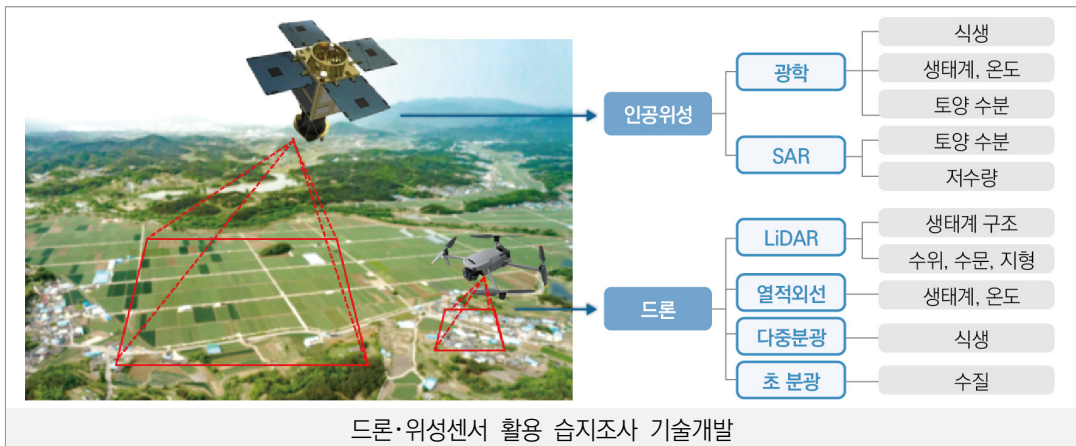 인공위성
광학
식생
생태계, 온도
토양 수분
SAR
토양 수분
저수량
드론
LiDAR
생태계 구조
수위, 수문, 지형
열적외선
생태계, 온도
다중분광
식생
초 분광
수질
드론·위성센서 활용 습지조사 기술개발